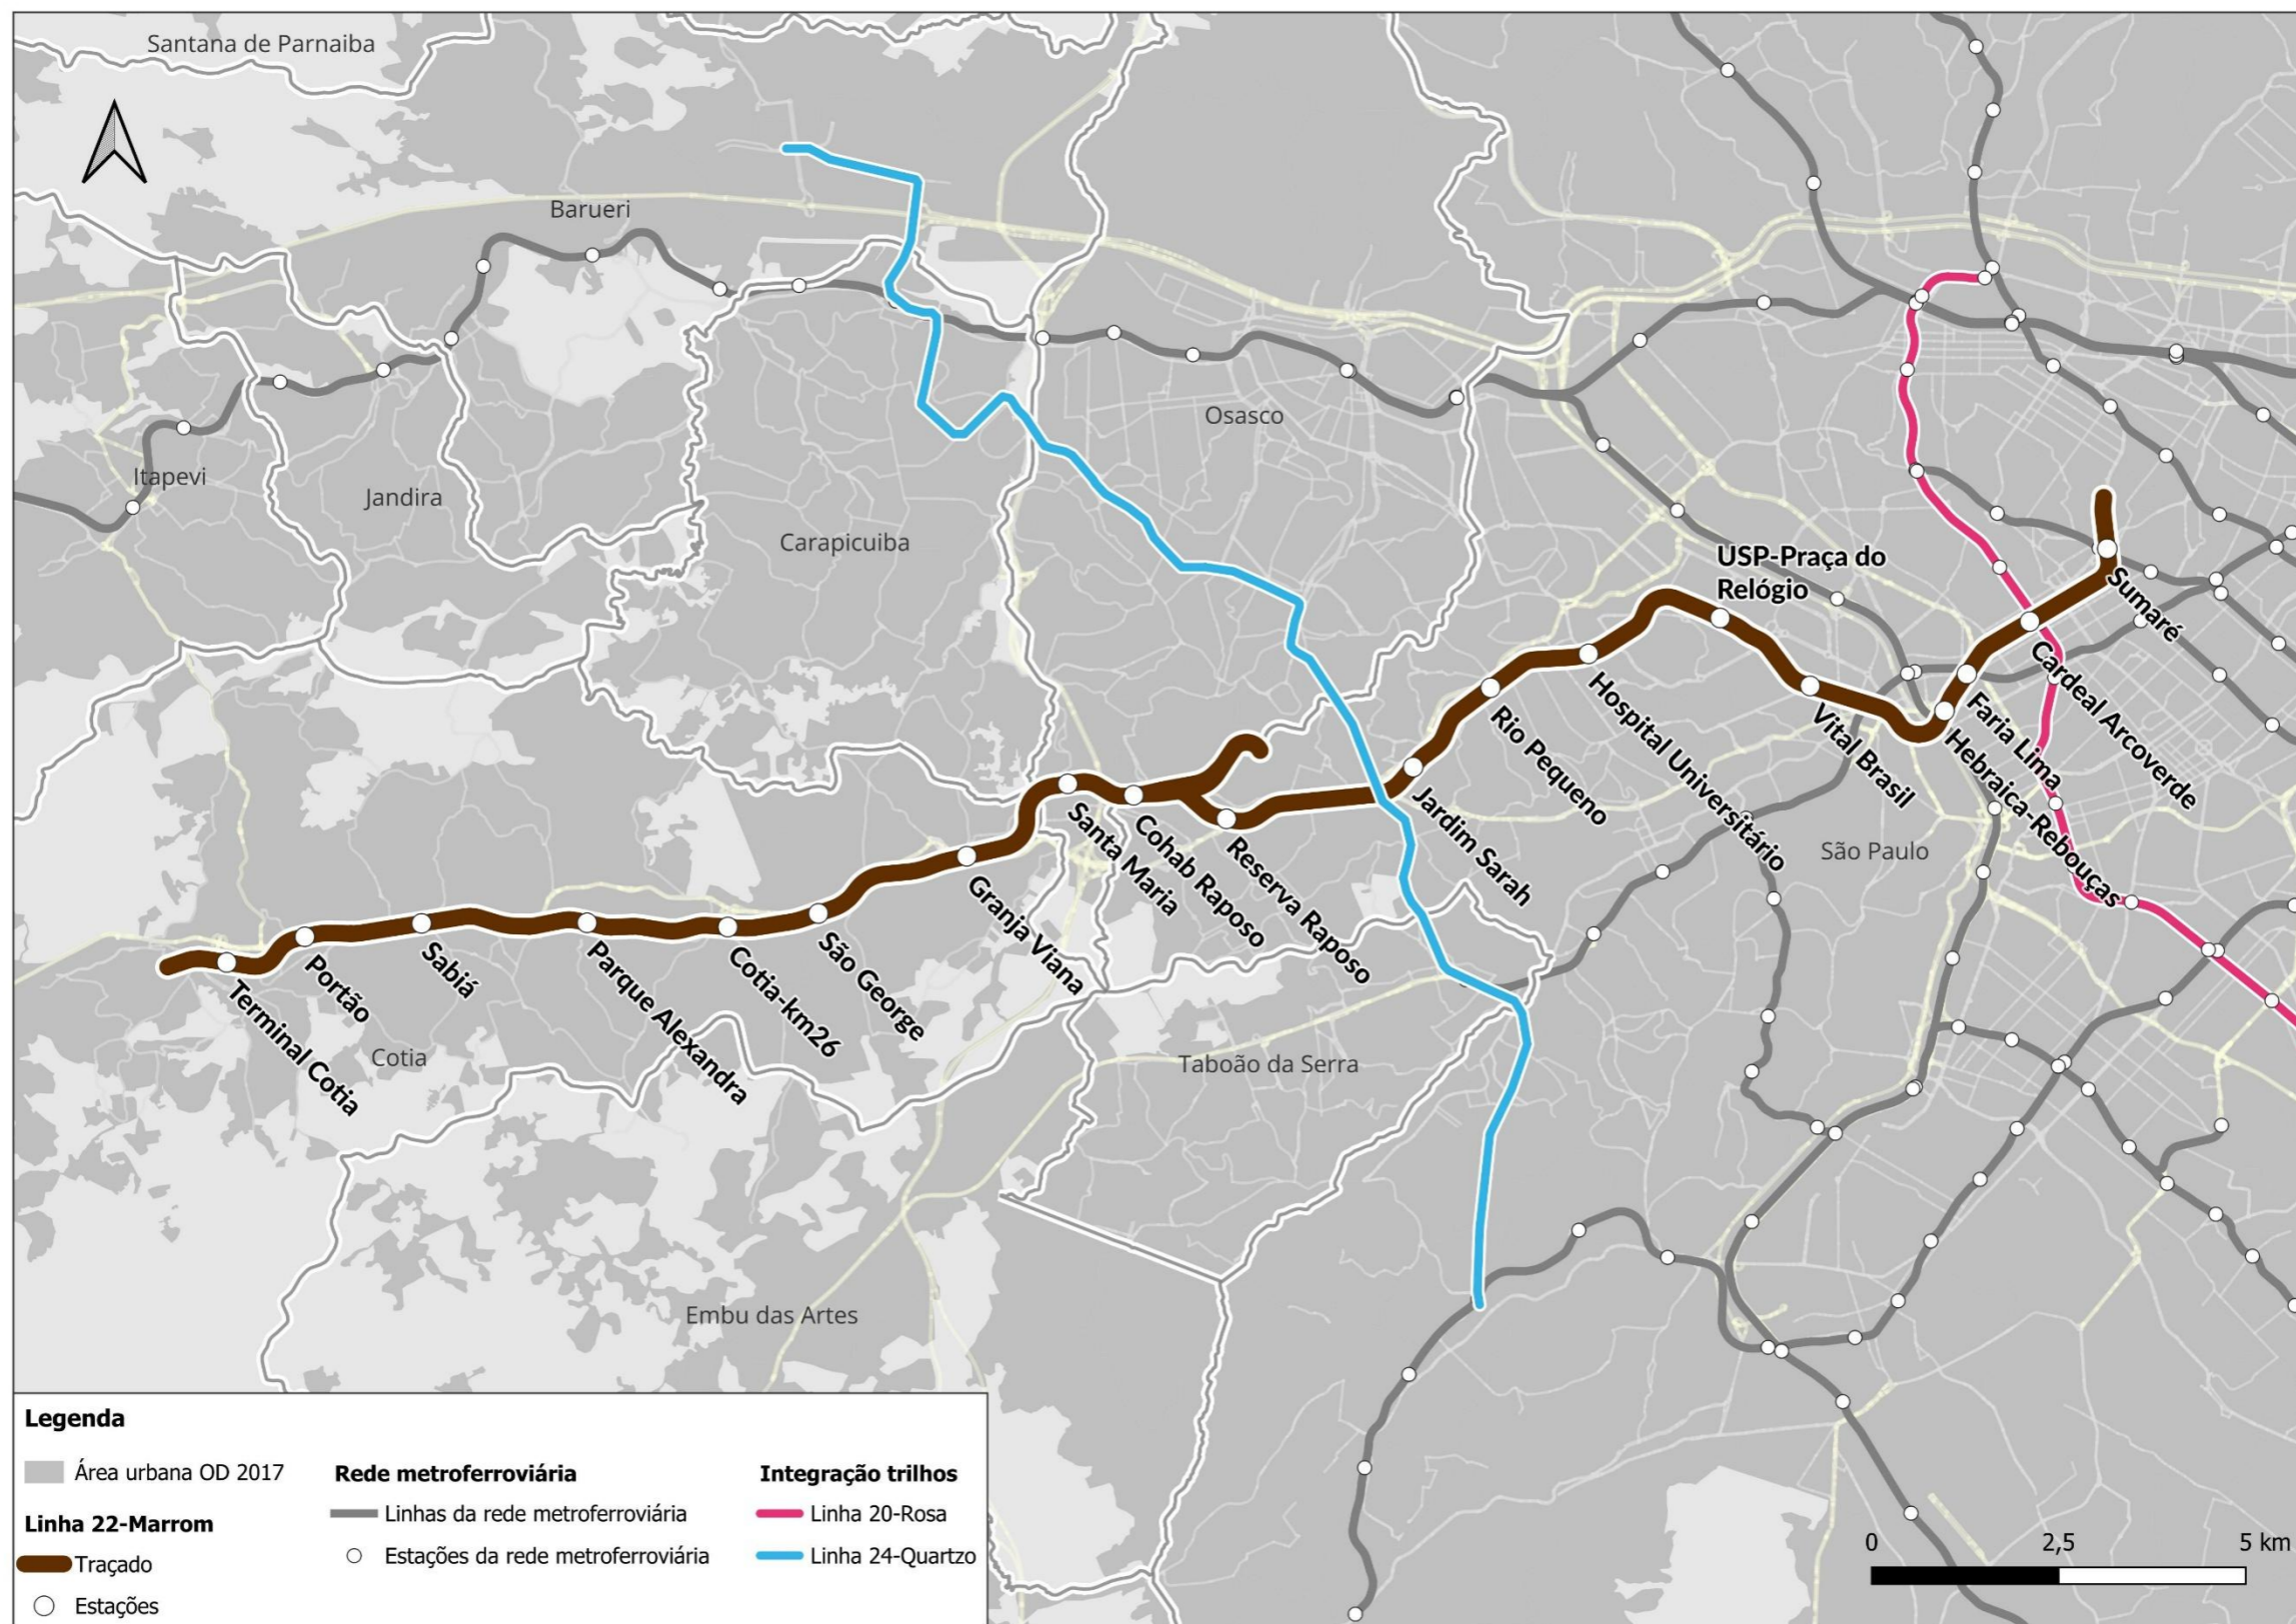 Santana de Parnaiba
Barueri
Osasco
Itapevi
Jandira
Carapicuiba
USP-Praça do
Relógio
Sumaré
Cardeal Arcoverde
Faria Lima
Hebraica-Rebouças
Vital Brasil
Hospital Universitário
Rio Pequeno
Jardim Sarah
Reserva Raposo
Cohab Raposo
Santa Maria
Granja Viana
São George
Cotia-km26
Parque Alexandra
Sabiá
Portão
Terminal Cotia
São Paulo
Cotia
Taboão da Serra
Embu das Artes
Legenda
Área urbana OD 2017
Linha 22-Marrom
Traçado
Estações
Rede metroferroviária
Linhas da rede metroferroviária
Estações da rede metroferroviária
Integração trilhos
Linha 20-Rosa
Linha 24-Quartzo
0 2,5 5 km